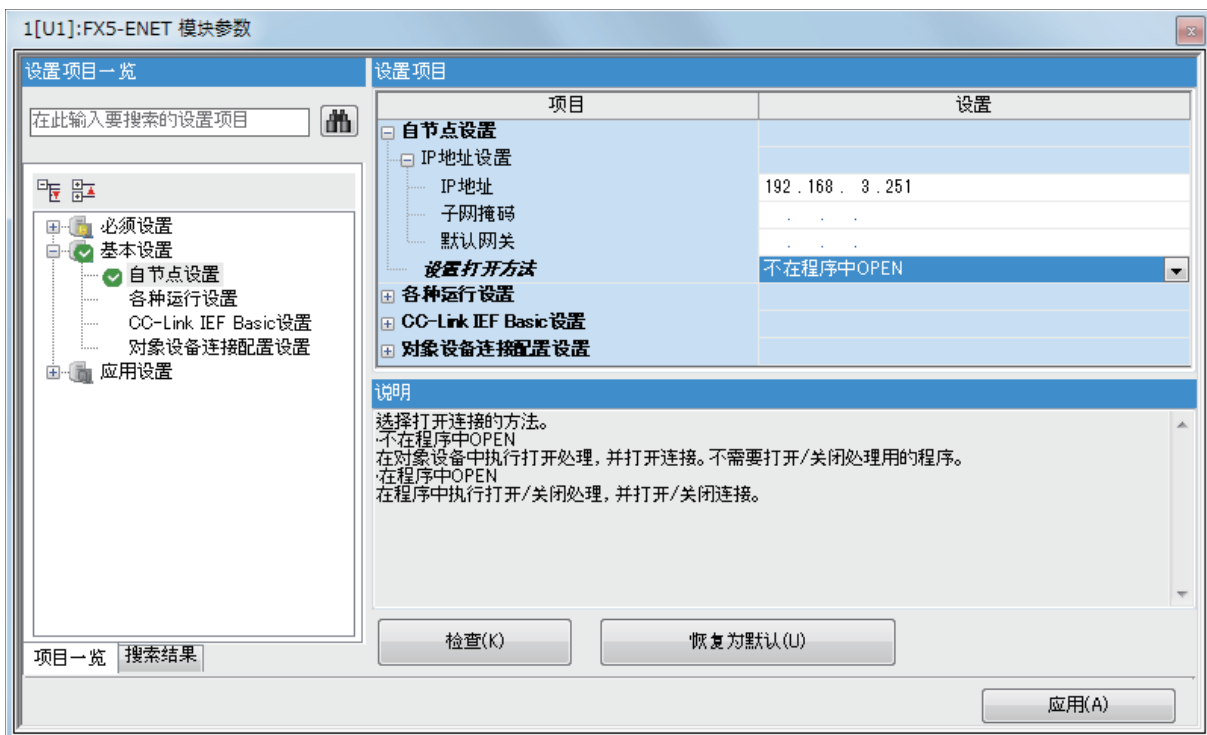 1[U1]:FX5-ENET 模块参数
设置项目一览
在此输入要搜索的设置项目
必须设置
基本设置
自节点设置
各种运行设置
CC-Link IEF Basic设置
对象设备连接配置设置
应用设置
项目一览 搜索结果
设置项目
项目 设置
自节点设置
IP地址设置
IP地址 192 . 168 . 3 . 251
子网掩码 . . .
默认网关 . . .
设置打开方法 不在程序中OPEN
各种运行设置
CC-Link IEF Basic设置
对象设备连接配置设置
说明
选择打开连接的方法。
·不在程序中OPEN
在对象设备中执行打开处理, 并打开连接。不需要打开/关闭处理用的程序。
·在程序中OPEN
在程序中执行打开/关闭处理, 并打开/关闭连接。
检查(K) 恢复为默认(U)
应用(A)